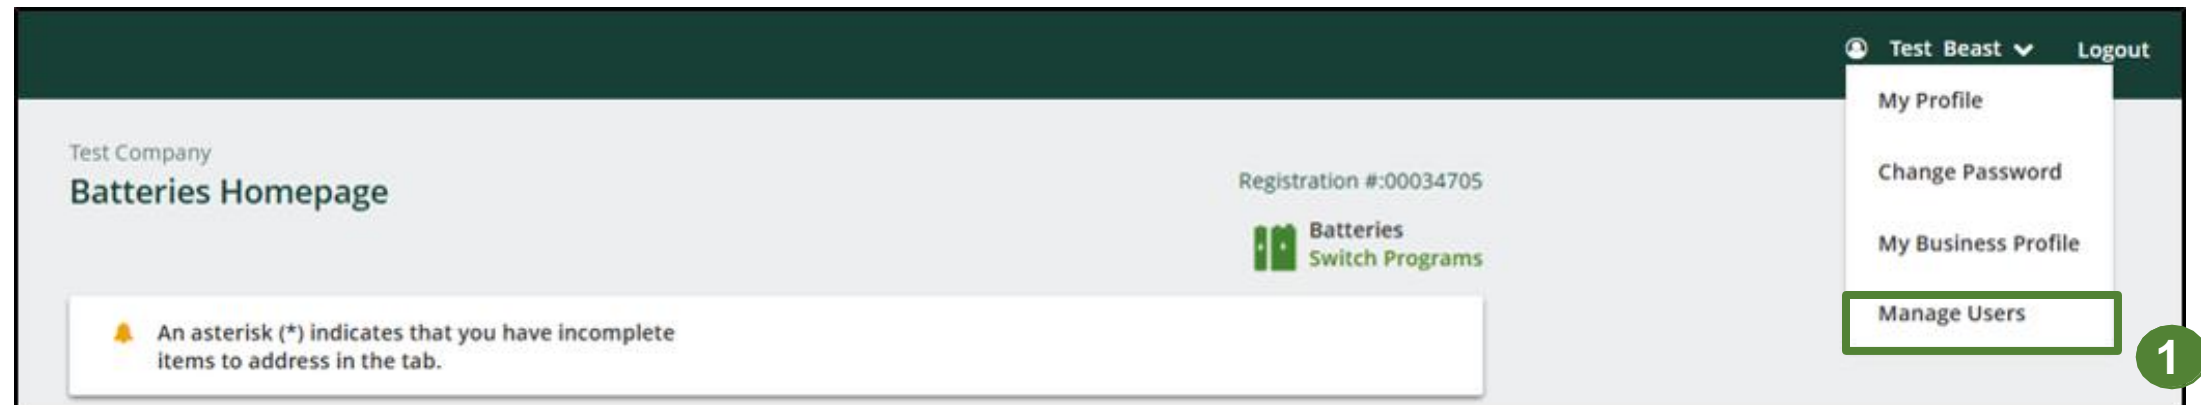 Test Beast
Logout
My Profile
Change Password
My Business Profile
Manage Users
1
Test Company
Batteries Homepage
Registration #:00034705
Batteries
Switch Programs
An asterisk (*) indicates that you have incomplete
items to address in the tab.